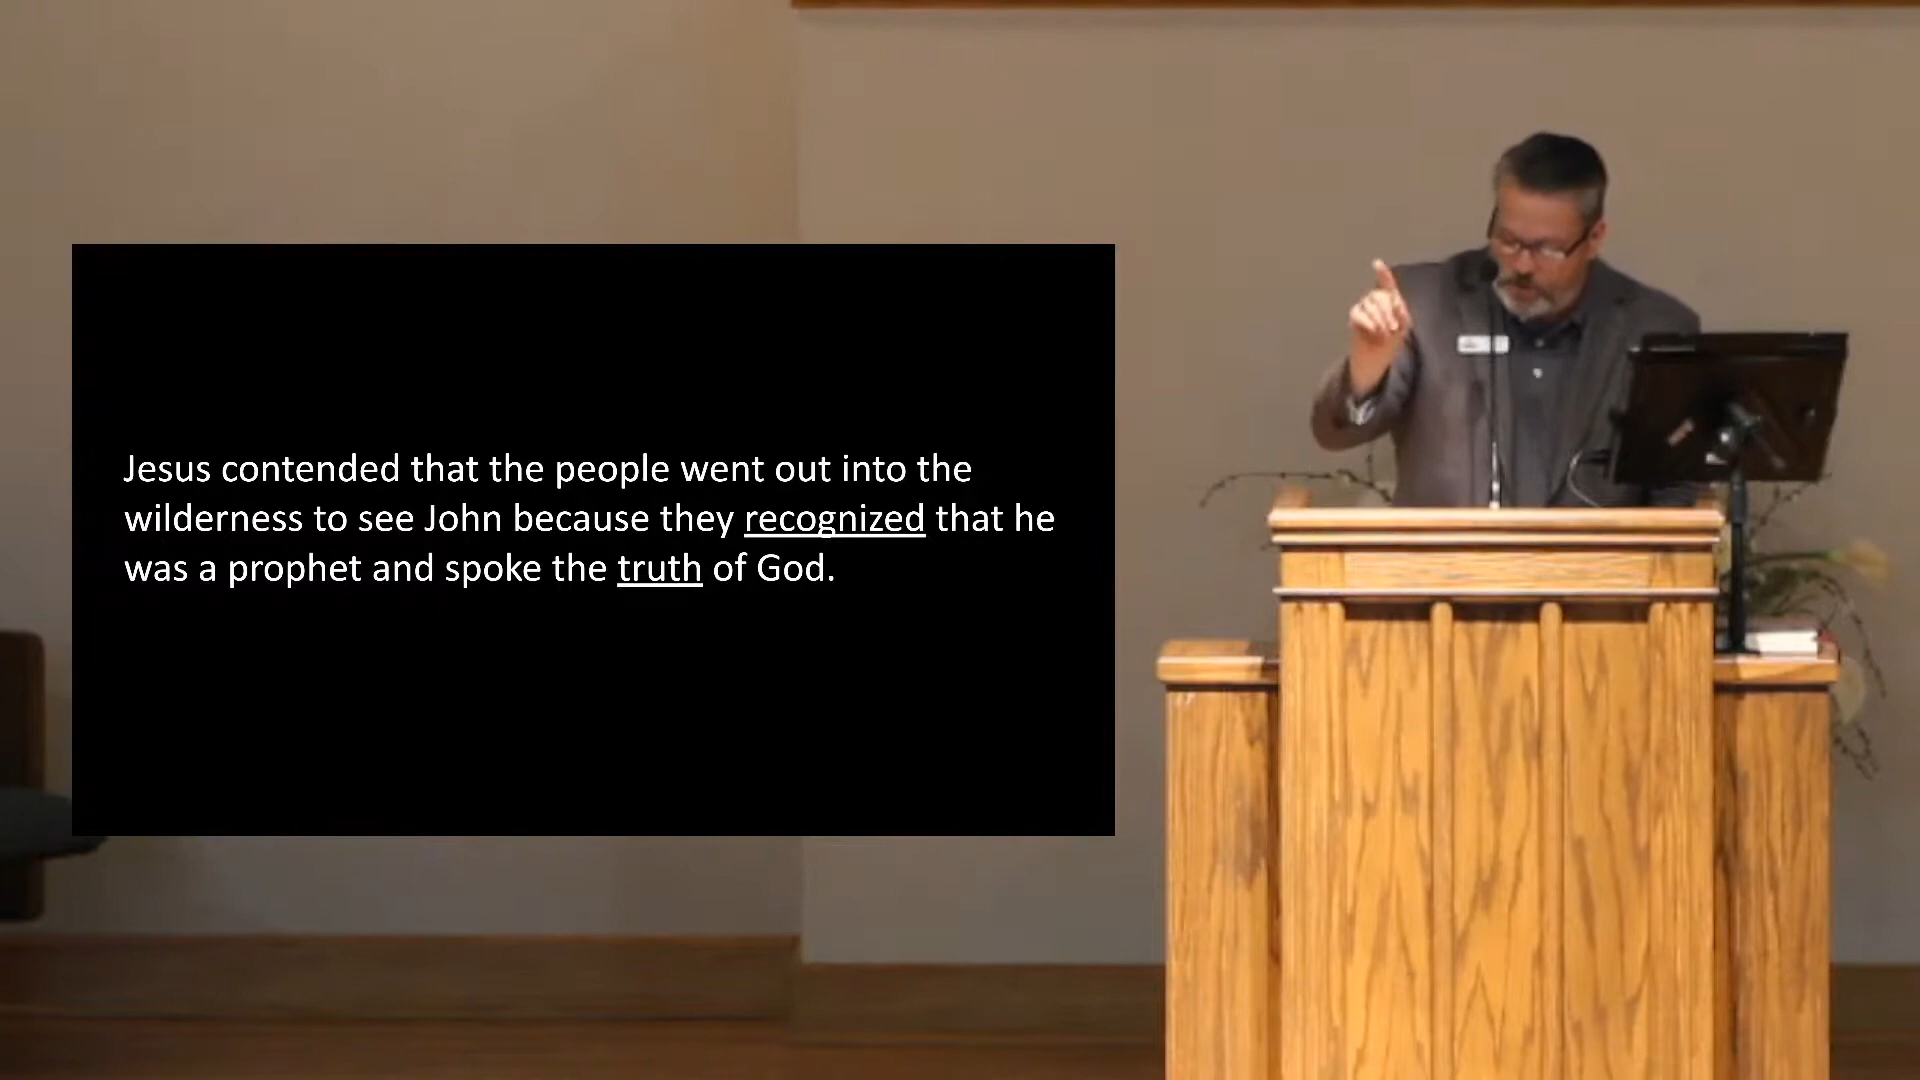 Jesus contended that the people went out into the
wilderness to see John because they recognized that he
was a prophet and spoke the truth of God.